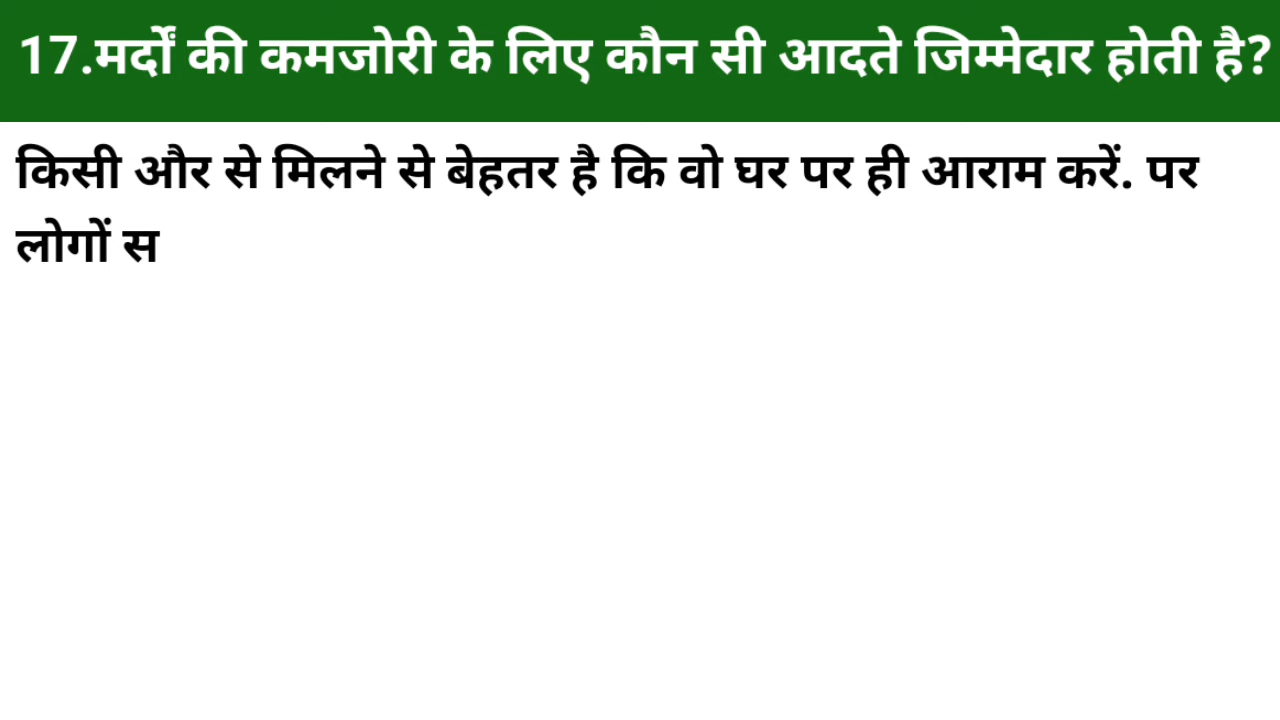 17.मर्दों की कमजोरी के लिए कौन सी आदते जिम्मेदार होती है?
किसी और से मिलने से बेहतर है कि वो घर पर ही आराम करें. पर
लोगों स